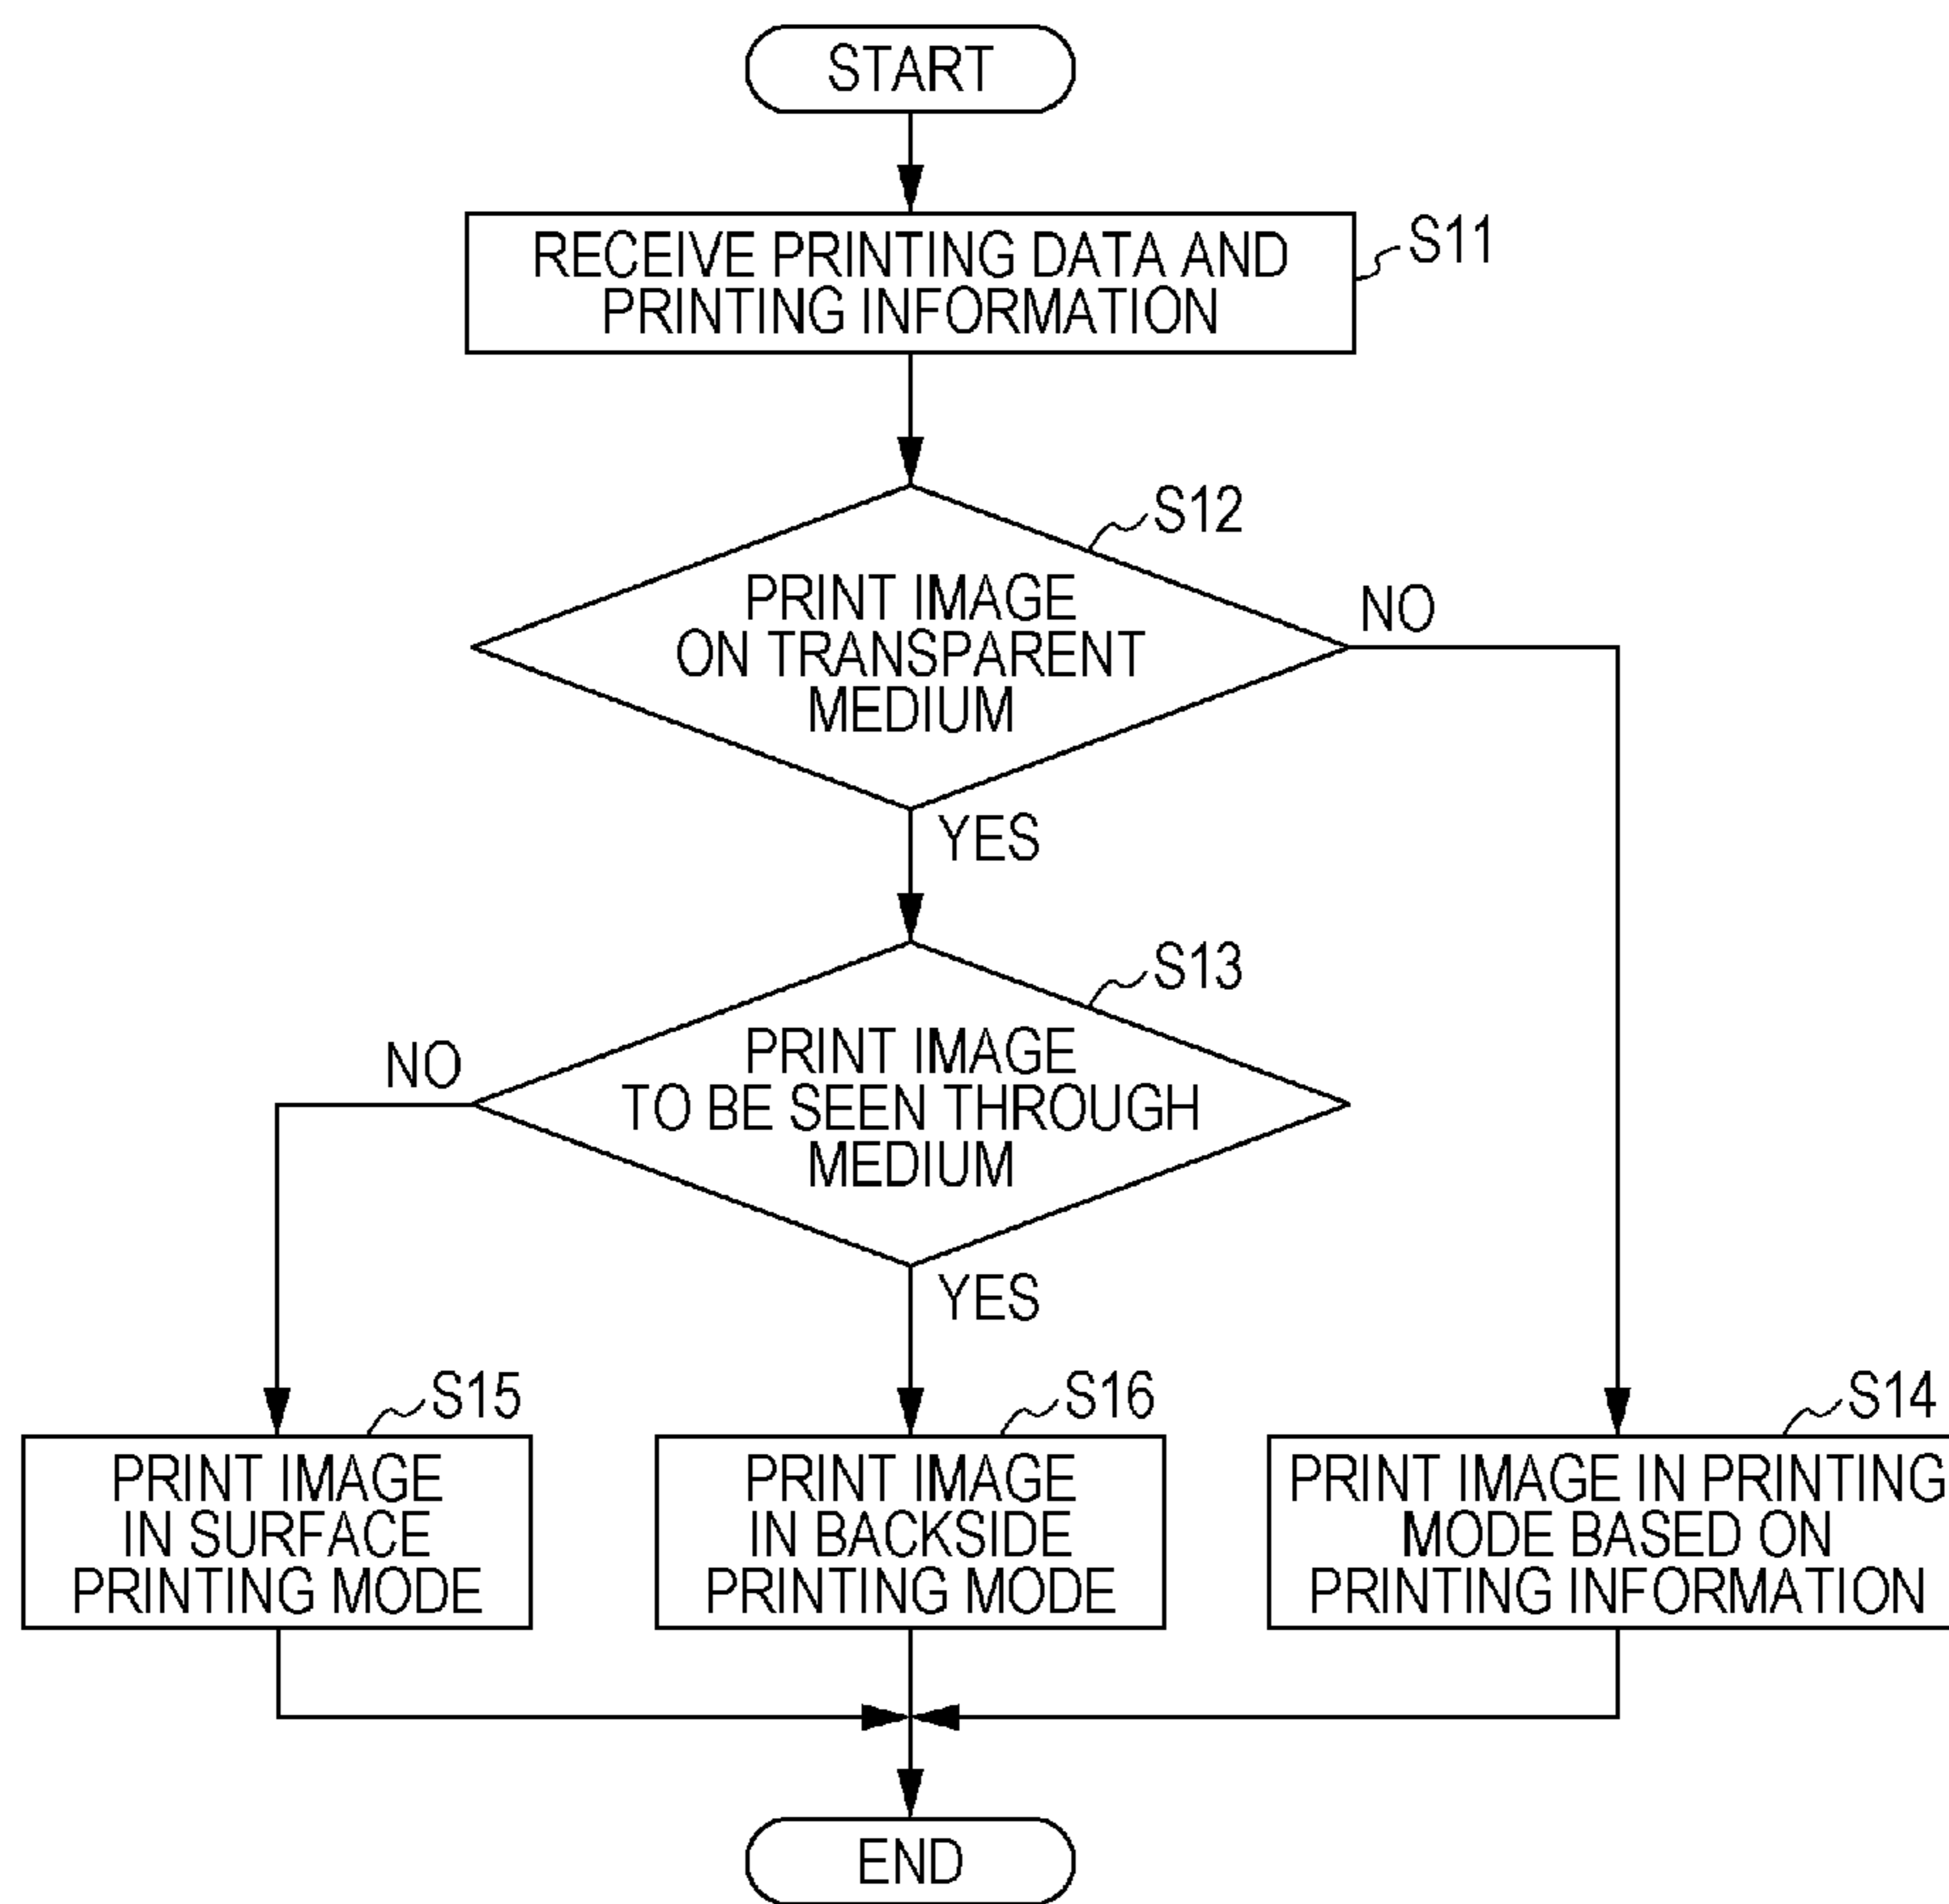 START
RECEIVE PRINTING DATA AND
PRINTING INFORMATION
S11
S12
PRINT IMAGE
ON TRANSPARENT
MEDIUM
NO
YES
S13
PRINT IMAGE
TO BE SEEN THROUGH
MEDIUM
NO
YES
S15
PRINT IMAGE
IN SURFACE
PRINTING MODE
S16
PRINT IMAGE
IN BACKSIDE
PRINTING MODE
S14
PRINT IMAGE IN PRINTING
MODE BASED ON
PRINTING INFORMATION
END